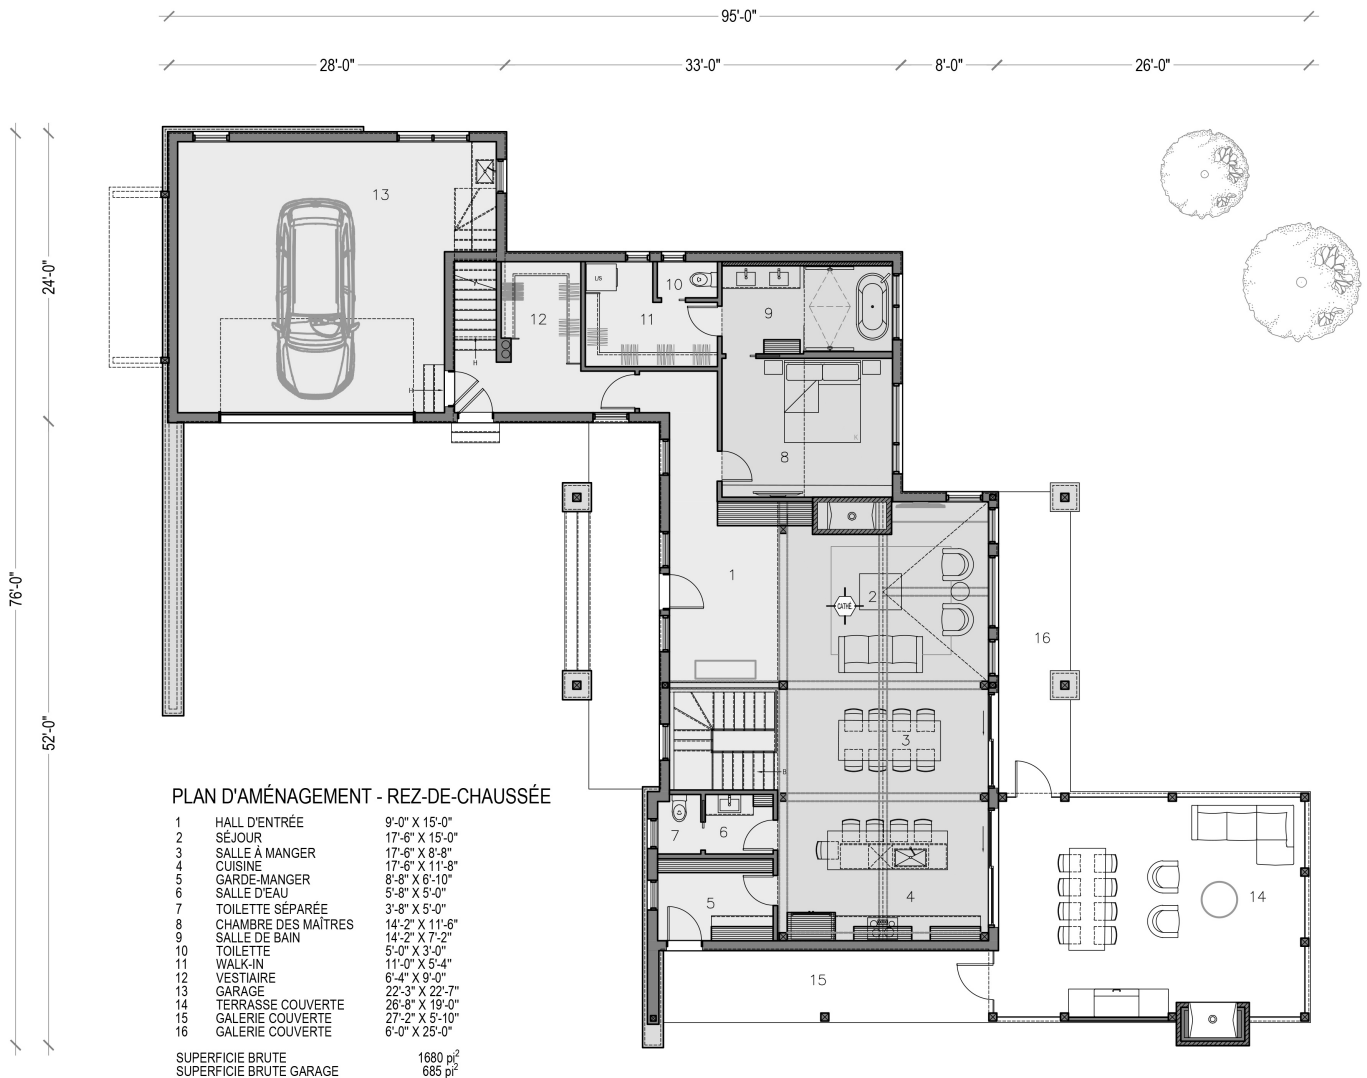 95'-0"
28'-0" 33'-0" 8'-0" 26'-0"
24'-0"
76'-0"
52'-0"
13
10
9
12
11
L/S
H
H
8
K
1
2
CATHÉ
16
3
B
7
6
5
4
14
15
PLAN D'AMÉNAGEMENT - REZ-DE-CHAUSSÉE
1 HALL D'ENTRÉE 9'-0" X 15'-0"
2 SÉJOUR 17'-6" X 15'-0"
3 SALLE À MANGER 17'-6" X 8'-8"
4 CUISINE 17'-6" X 11'-8"
5 GARDE-MANGER 8'-8" X 6'-10"
6 SALLE D'EAU 5'-8" X 5'-0"
7 TOILETTE SÉPARÉE 3'-8" X 5'-0"
8 CHAMBRE DES MAÎTRES 14'-2" X 11'-6"
9 SALLE DE BAIN 14'-2" X 7'-2"
10 TOILETTE 5'-0" X 3'-0"
11 WALK-IN 11'-0" X 5'-4"
12 VESTIAIRE 6'-4" X 9'-0"
13 GARAGE 22'-3" X 22'-7"
14 TERRASSE COUVERTE 26'-8" X 19'-0"
15 GALERIE COUVERTE 27'-2" X 5'-10"
16 GALERIE COUVERTE 6'-0" X 25'-0"
SUPERFICIE BRUTE 1680 pi²
SUPERFICIE BRUTE GARAGE 685 pi²